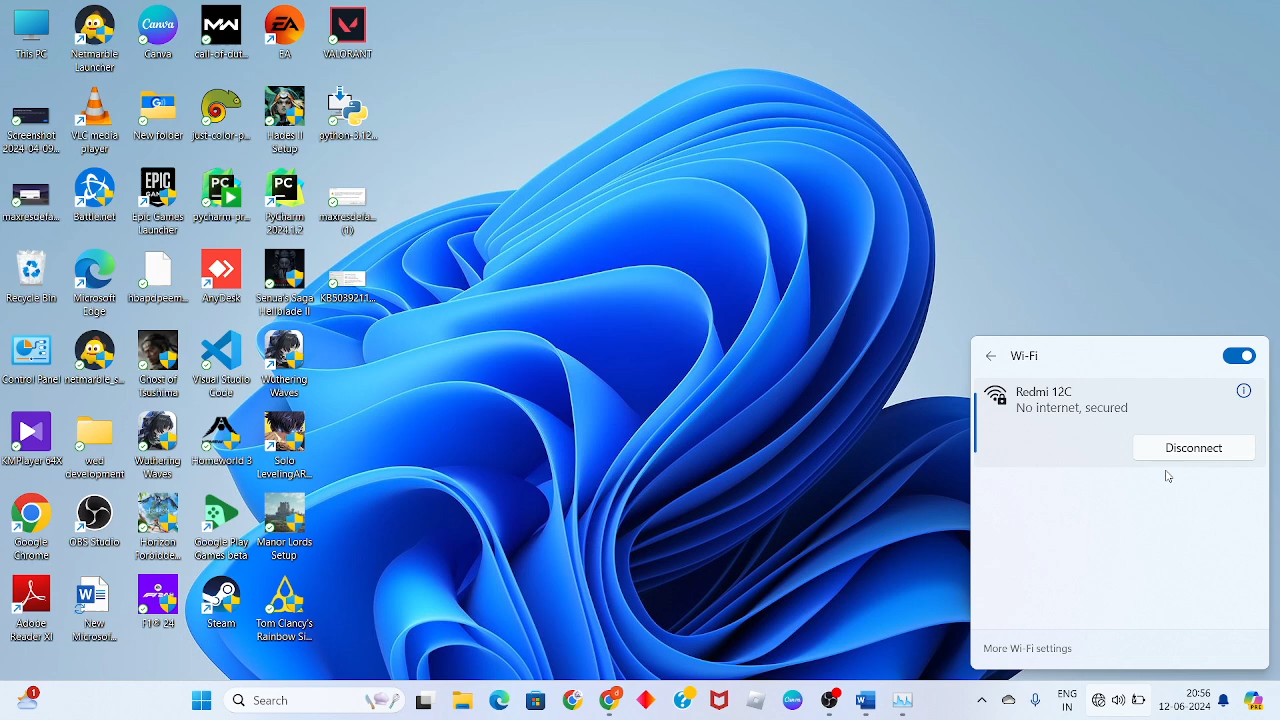 This PC
Netmarble
Launcher
Canva
call-of-dut...
EA
VALORANT
Screenshot
2024-04-09...
VLC media
player
New folder
just-color-p...
Hades II
Setup
python-3.12...
maxresdefa...
Battle.net
Epic Games
Launcher
pycharm-pr...
Pycharm
2024.1.2
maxresdefa...
(1)
Recycle Bin
Microsoft
Edge
hbapdpeem...
AnyDesk
Senua's Saga
Hellblade II
KB5039211...
Control Panel
netmarble_s...
Ghost of
Tsushima
Visual Studio
Code
Wuthering
Waves
KMPlayer 64X
wed
development
Wuthering
Waves
Homeworld 3
Solo
LevelingAR...
Google
Chrome
OBS Studio
Horizon
Forbidde...
Google Play
Games beta
Manor Lords
Setup
Adobe
Reader XI
New
Microsof...
F1® 24
Steam
Tom Clancy's
Rainbow Si...
Wi-Fi
Redmi 12C
No internet, secured
Disconnect
More Wi-Fi settings
1
Search
ENG
IN
20:56
12-06-2024